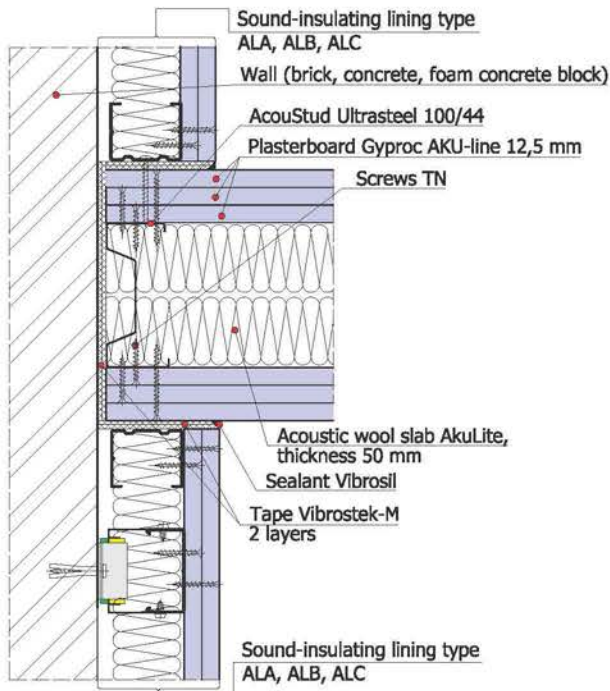 Sound-insulating lining type
ALA, ALB, ALC
Wall (brick, concrete, foam concrete block)
AcouStud Ultrasteel 100/44
Plasterboard Gyproc AKU-line 12,5 mm
Screws TN
Acoustic wool slab AkuLite,
thickness 50 mm
Sealant Vibrosil
Tape Vibrostek-M
2 layers
Sound-insulating lining type
ALA, ALB, ALC